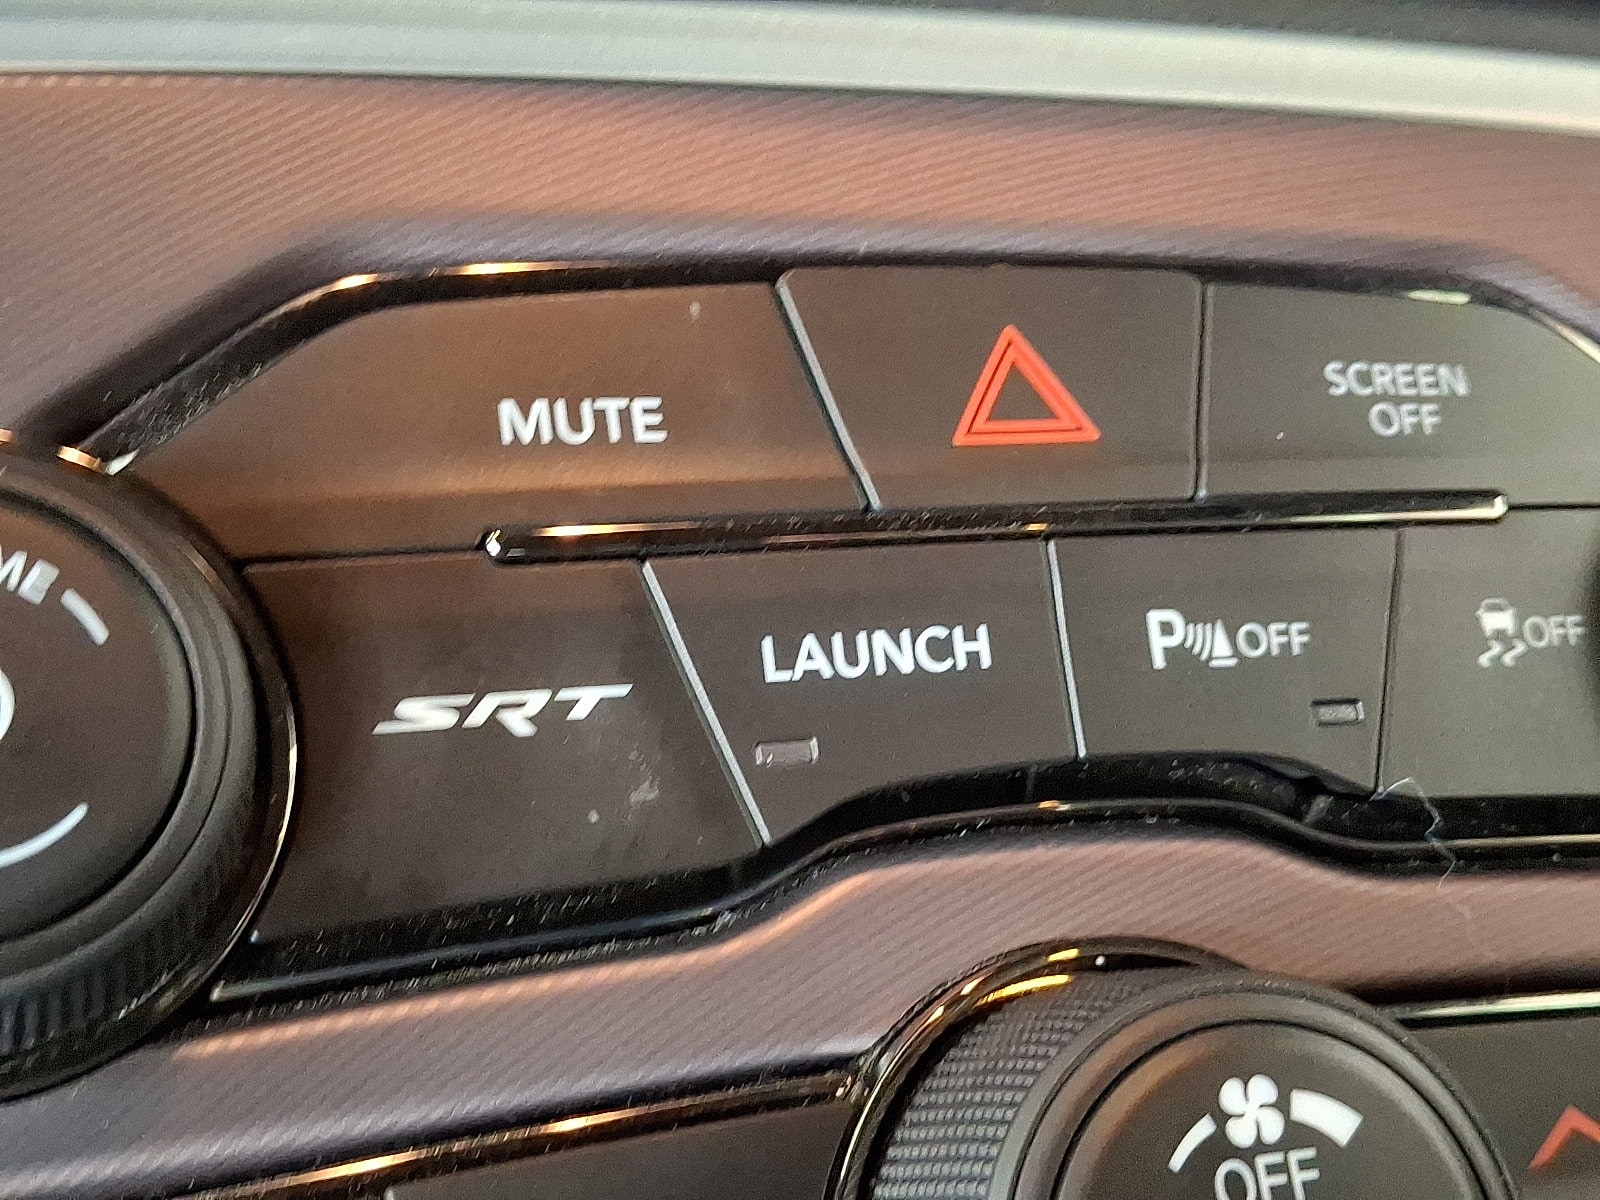 MUTE
SCREEN
OFF
SRT
LAUNCH
P OFF
OFF
OFF